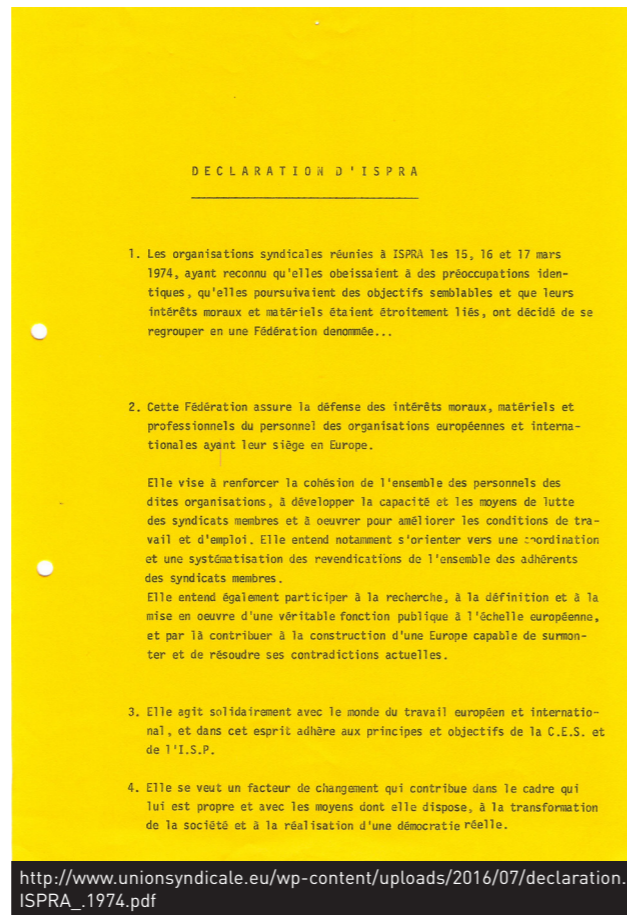 DECLARATION D'ISPRA
1. Les organisations syndicales réunies à ISPRA les 15, 16 et 17 mars
1974, ayant reconnu qu'elles obeissaient à des préoccupations iden-
tiques, qu'elles poursuivaient des objectifs semblables et que leurs
intérêts moraux et matériels étaient étroitement liés, ont décidé de se
regrouper en une Fédération denommée...
2. Cette Fédération assure la défense des intérêts moraux, matériels et
professionnels du personnel des organisations européennes et interna-
tionales ayant leur siège en Europe.
Elle vise à renforcer la cohésion de l'ensemble des personnels des
dites organisations, à développer la capacité et les moyens de lutte
des syndicats membres et à oeuvrer pour améliorer les conditions de tra-
vail et d'emploi. Elle entend notamment s'orienter vers une coordination
et une systématisation des revendications de l'ensemble des adhérents
des syndicats membres.
Elle entend également participer à la recherche, à la définition et à la
mise en oeuvre d'une véritable fonction publique à l'échelle européenne,
et par là contribuer à la construction d'une Europe capable de surmon-
ter et de résoudre ses contradictions actuelles.
3. Elle agit solidairement avec le monde du travail européen et internatio-
nal, et dans cet esprit adhère aux principes et objectifs de la C.E.S. et
de l'I.S.P.
4. Elle se veut un facteur de changement qui contribue dans le cadre qui
lui est propre et avec les moyens dont elle dispose, à la transformation
de la société et à la réalisation d'une démocratie réelle.
http://www.unionsyndicale.eu/wp-content/uploads/2016/07/declaration.
ISPRA_.1974.pdf